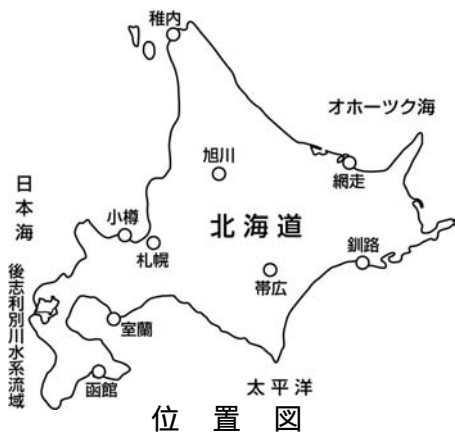 稚内
オホーツク海
旭川
網走
日本海
小樽
北海道
札幌
釧路
帯広
後志利別川水系流域
室蘭
函館
太平洋
位置図